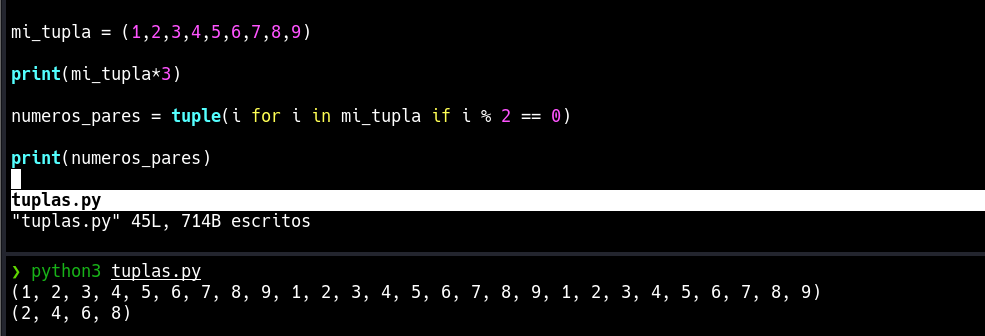 mi_tupla = (1,2,3,4,5,6,7,8,9)
print(mi_tupla*3)
numeros_pares = tuple(i for i in mi_tupla if i % 2 == 0)
print(numeros_pares)
tuplas.py
"tuplas.py" 45L, 714B escritos
❯ python3 tuplas.py
(1, 2, 3, 4, 5, 6, 7, 8, 9, 1, 2, 3, 4, 5, 6, 7, 8, 9, 1, 2, 3, 4, 5, 6, 7, 8, 9)
(2, 4, 6, 8)